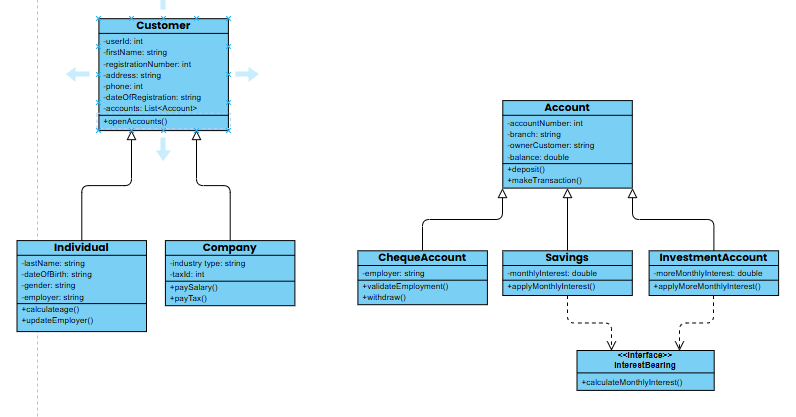 Customer
-userId: int
-firstName: string
-registrationNumber: int
-address: string
-phone: int
-dateOfRegistration: string
-accounts: List<Account>
+openAccounts()
Individual
-lastName: string
-dateOfBirth: string
-gender: string
-employer: string
+calculateage()
+updateEmployer()
Company
-industry type: string
-taxId: int
+paySalary()
+payTax()
Account
-accountNumber: int
-branch: string
-ownerCustomer: string
-balance: double
+deposit()
+makeTransaction()
ChequeAccount
-employer: string
+validateEmployment()
+withdraw()
Savings
-monthlyInterest: double
+applyMonthlyInterest()
InvestmentAccount
-moreMonthlyInterest: double
+applyMoreMonthlyInterest()
<<Interface>>
InterestBearing
+calculateMonthlyInterest()